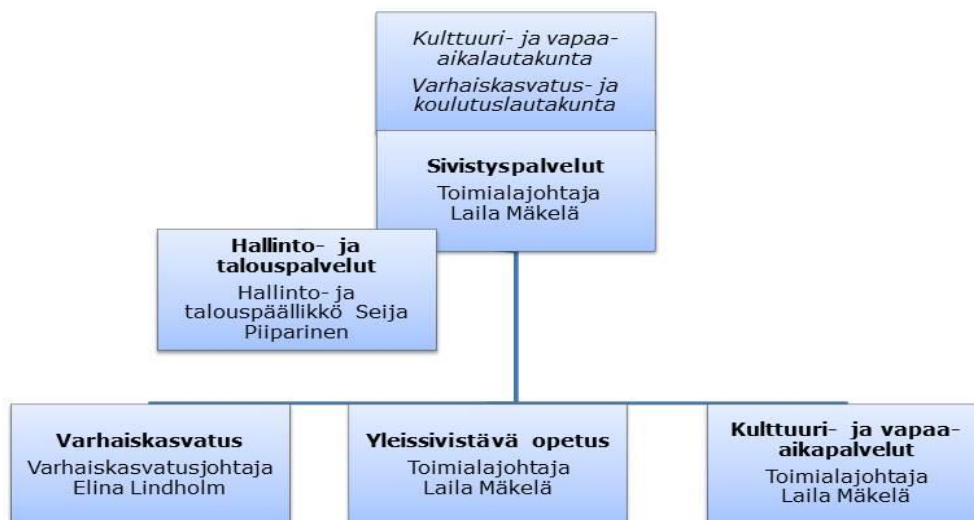 Kulttuuri- ja vapaa-
aikalautakunta
Varhaiskasvatus- ja
koulutuslautakunta
Sivistyspalvelut
Toimialajohtaja
Laila Mäkelä
Hallinto- ja
talouspalvelut
Hallinto- ja
talouspäällikkö Seija
Piiparinen
Varhaiskasvatus
Varhaiskasvatusjohtaja
Elina Lindholm
Yleissivistävä opetus
Toimialajohtaja
Laila Mäkelä
Kulttuuri- ja vapaa-
aikapalvelut
Toimialajohtaja
Laila Mäkelä